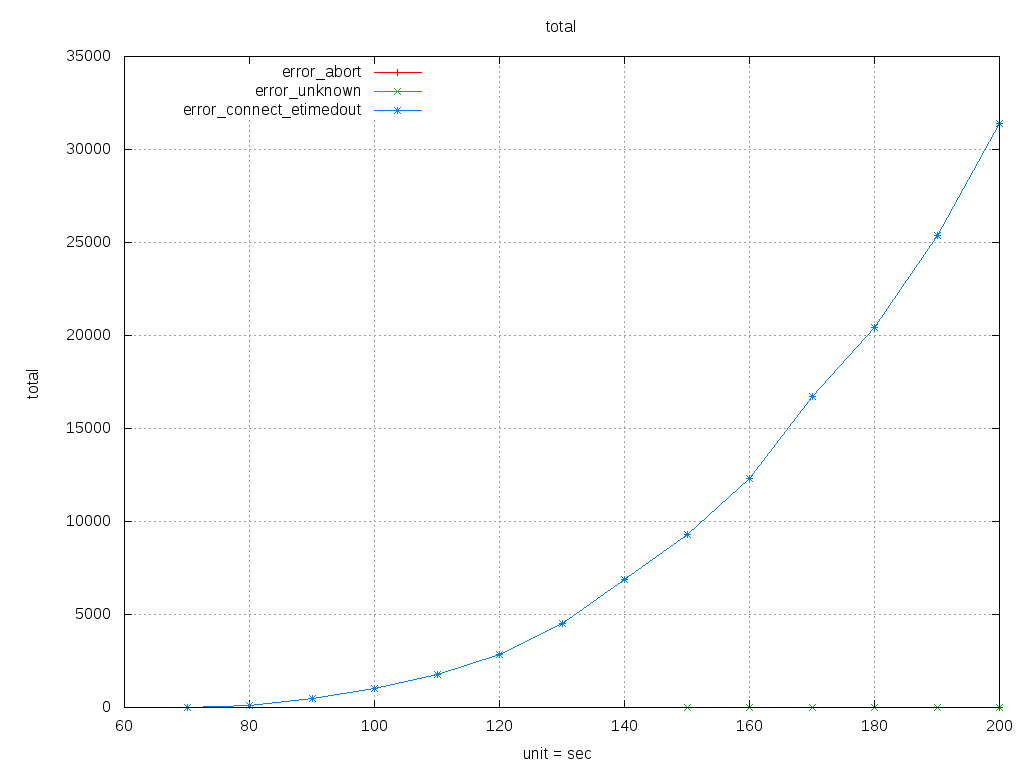 total
35000
30000
25000
20000
15000
10000
5000
0
total
error_abort
error_unknown
error_connect_etimedout
60 80 100 120 140 160 180 200
unit = sec